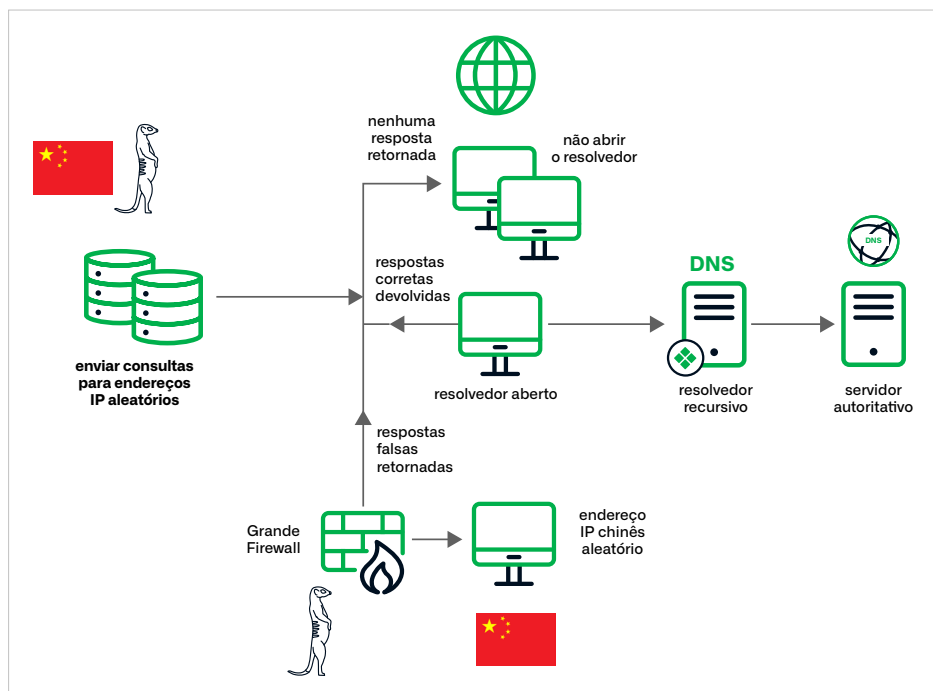 nenhuma
resposta
retornada
não abrir
o resolvedor
respostas
corretas
devolvidas
DNS
DNS
enviar consultas
para endereços
IP aleatórios
resolvedor aberto
resolvedor
recursivo
servidor
autoritativo
respostas
falsas
retornadas
Grande
Firewall
endereço
IP chinês
aleatório